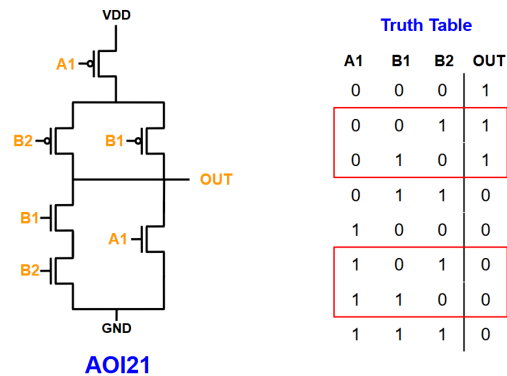 VDD
A1
B2
B1
OUT
B1
A1
B2
GND
AOI21
Truth Table
A1 B1 B2 OUT
0 0 0 1
0 0 1 1
0 1 0 1
0 1 1 0
1 0 0 0
1 0 1 0
1 1 0 0
1 1 1 0